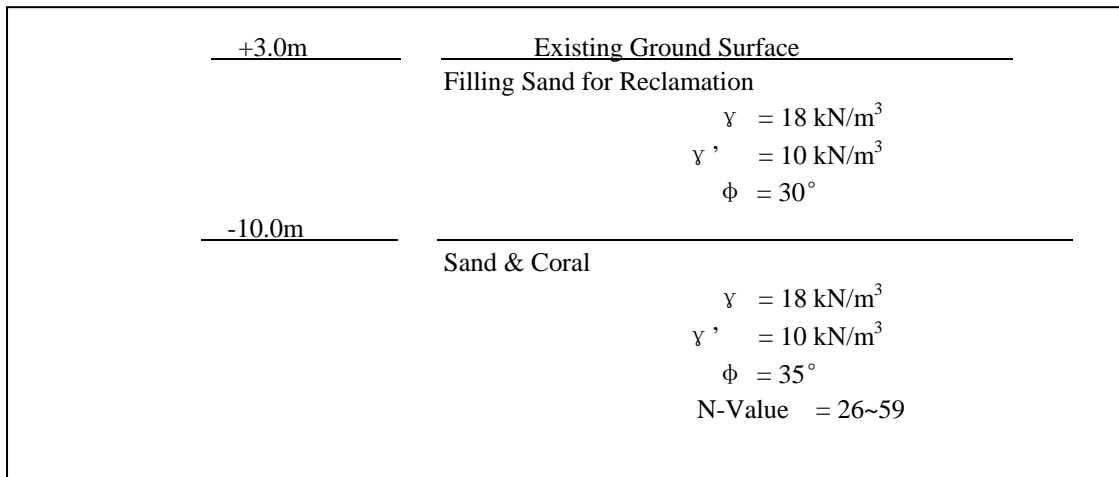 +3.0m Existing Ground Surface
Filling Sand for Reclamation
γ = 18 kN/m³
γ’ = 10 kN/m³
φ = 30°
-10.0m
Sand & Coral
γ = 18 kN/m³
γ’ = 10 kN/m³
φ = 35°
N-Value = 26~59